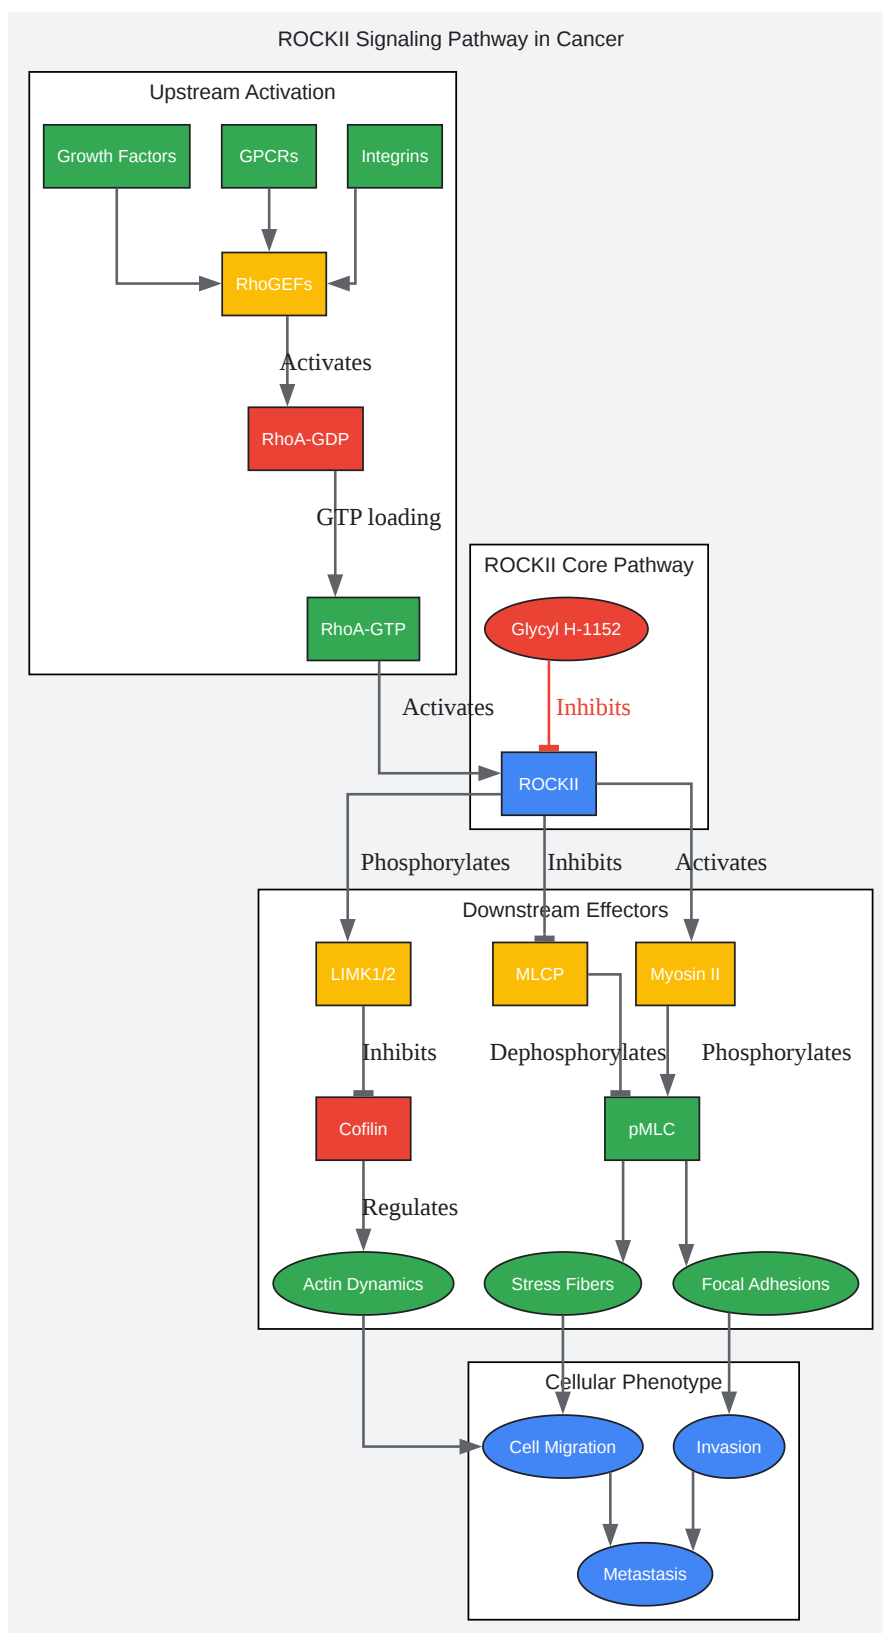 ROCKII Signaling Pathway in Cancer
Upstream Activation
Growth Factors
GPCRs
Integrins
RhoGEFs
Activates
RhoA-GDP
GTP loading
RhoA-GTP
ROCKII Core Pathway
Glycyl H-1152
Activates
Inhibits
ROCKII
Phosphorylates
Inhibits
Activates
Downstream Effectors
LIMK1/2
MLCP
Myosin II
Inhibits
Dephosphorylates
Phosphorylates
Cofilin
pMLC
Regulates
Actin Dynamics
Stress Fibers
Focal Adhesions
Cellular Phenotype
Cell Migration
Invasion
Metastasis